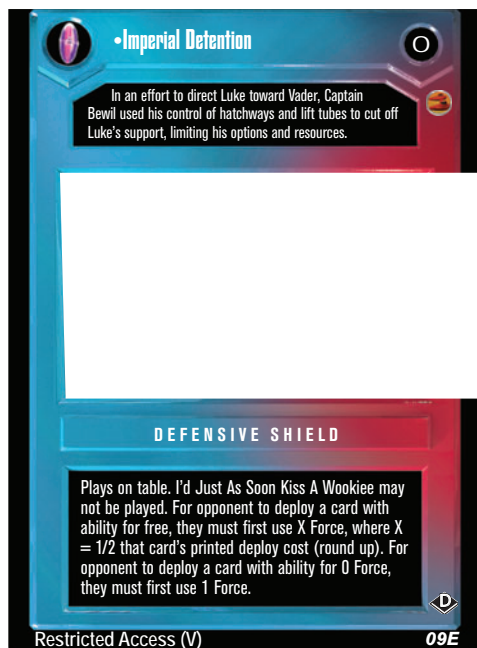 •Imperial Detention
O
In an effort to direct Luke toward Vader, Captain
Bewil used his control of hatchways and lift tubes to cut off
Luke's support, limiting his options and resources.
DEFENSIVE SHIELD
Plays on table. I'd Just As Soon Kiss A Wookiee may
not be played. For opponent to deploy a card with
ability for free, they must first use X Force, where X
= 1/2 that card's printed deploy cost (round up). For
opponent to deploy a card with ability for 0 Force,
they must first use 1 Force.
D
Restricted Access (V)
09E